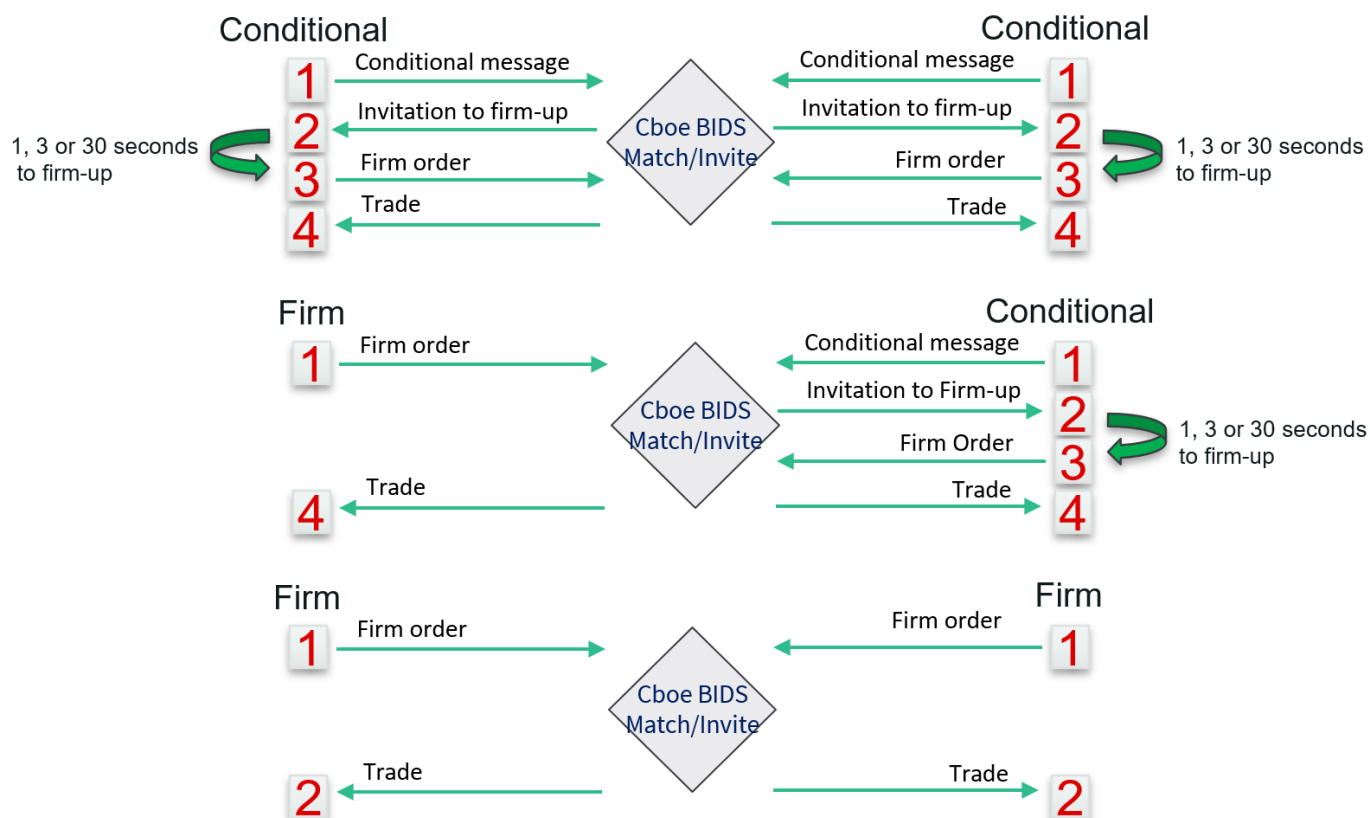 Conditional
Conditional
1
Conditional message
Conditional message
1
2
Invitation to firm-up
Invitation to firm-up
2
Cboe BIDS
Match/Invite
1, 3 or 30 seconds
to firm-up
1, 3 or 30 seconds
to firm-up
3
Firm order
Firm order
3
4
Trade
Trade
4
Firm
Conditional
1
Firm order
Conditional message
1
Invitation to Firm-up
2
Cboe BIDS
Match/Invite
1, 3 or 30 seconds
to firm-up
Firm Order
3
4
Trade
Trade
4
Firm
Firm
1
Firm order
Firm order
1
Cboe BIDS
Match/Invite
2
Trade
Trade
2